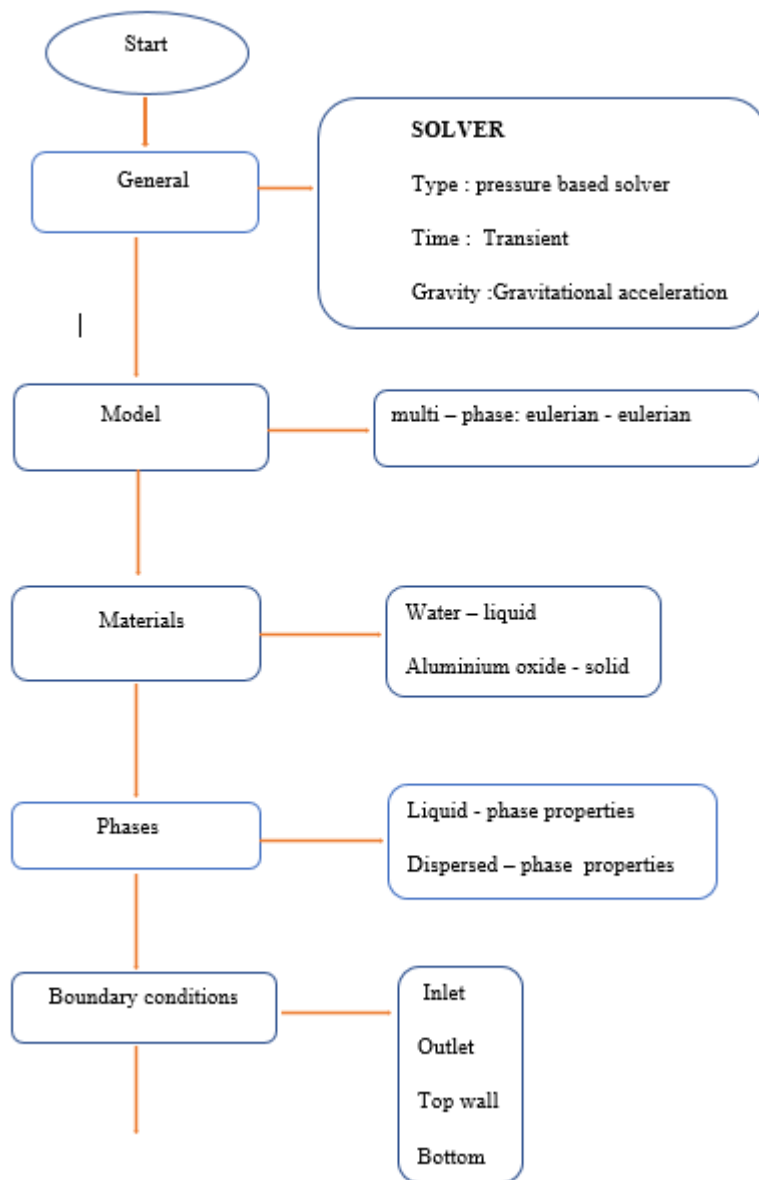 Start
General
SOLVER
Type : pressure based solver
Time :  Transient
Gravity :Gravitational acceleration
Model
multi – phase: eulerian - eulerian
Materials
Water – liquid
Aluminium oxide - solid
Phases
Liquid - phase properties
Dispersed – phase  properties
Boundary conditions
Inlet
Outlet
Top wall
Bottom